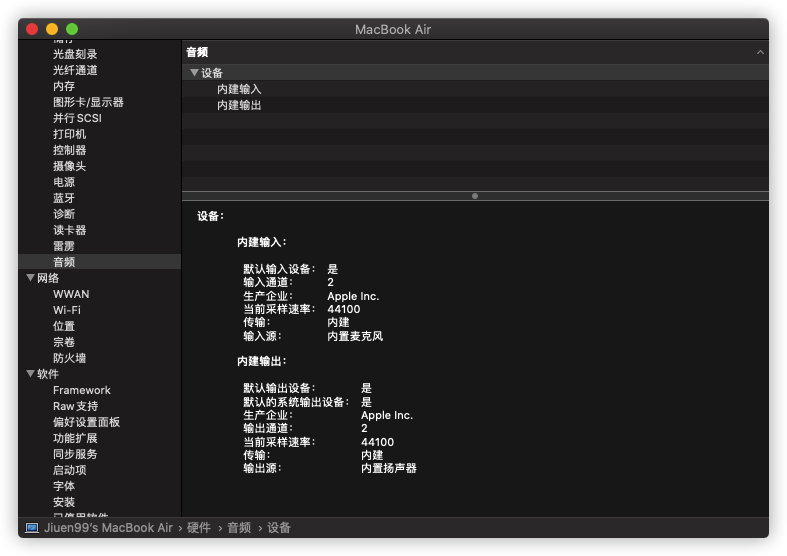 MacBook Air
光盘刻录
光纤通道
内存
图形卡/显示器
并行 SCSI
打印机
控制器
摄像头
电源
蓝牙
诊断
读卡器
雷雳
音频
网络
WWAN
Wi-Fi
位置
宗卷
防火墙
软件
Framework
Raw 支持
偏好设置面板
功能扩展
同步服务
启动项
字体
安装
已停用软件
音频
设备
内建输入
内建输出
设备：
内建输入：
默认输入设备： 是
输入通道： 2
生产企业： Apple Inc.
当前采样速率： 44100
传输： 内建
输入源： 内置麦克风
内建输出：
默认输出设备： 是
默认的系统输出设备： 是
生产企业： Apple Inc.
输出通道： 2
当前采样速率： 44100
传输： 内建
输出源： 内置扬声器
Jiuen99's MacBook Air › 硬件 › 音频 › 设备